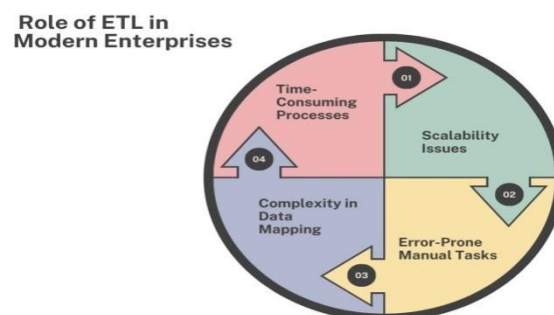 Role of ETL in
Modern Enterprises
01
Time-
Consuming
Processes
Scalability
Issues
02
Error-Prone
Manual Tasks
03
Complexity in
Data
Mapping
04